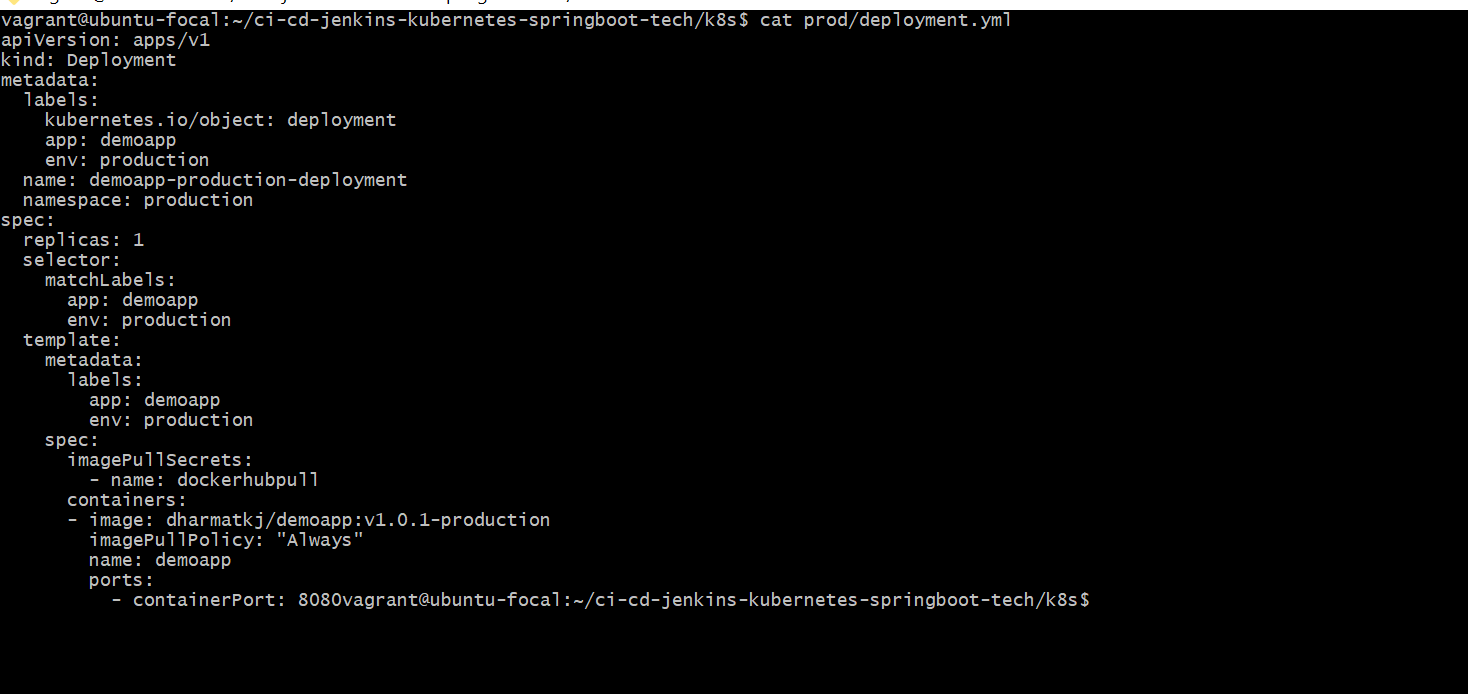 vagrant@ubuntu-focal:~/ci-cd-jenkins-kubernetes-springboot-tech/k8s$ cat prod/deployment.yml
apiVersion: apps/v1
kind: Deployment
metadata:
  labels:
    kubernetes.io/object: deployment
    app: demoapp
    env: production
  name: demoapp-production-deployment
  namespace: production
spec:
  replicas: 1
  selector:
    matchLabels:
      app: demoapp
      env: production
  template:
    metadata:
      labels:
        app: demoapp
        env: production
    spec:
      imagePullSecrets:
        - name: dockerhubpull
      containers:
      - image: dharmatkj/demoapp:v1.0.1-production
        imagePullPolicy: "Always"
        name: demoapp
        ports:
          - containerPort: 8080vagrant@ubuntu-focal:~/ci-cd-jenkins-kubernetes-springboot-tech/k8s$